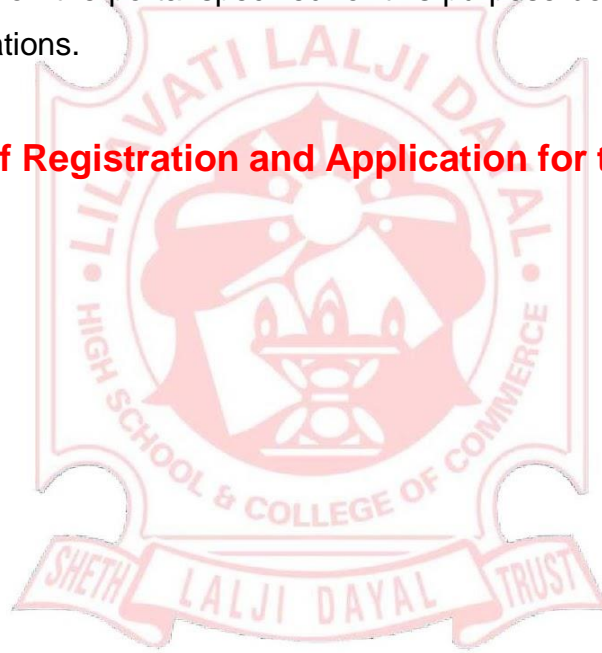 ations.
f Registration and Application for t
• LILAVATI LALJI DAYAL •
HIGH SCHOOL & COLLEGE OF COMMERCE
SHETH LALJI DAYAL TRUST